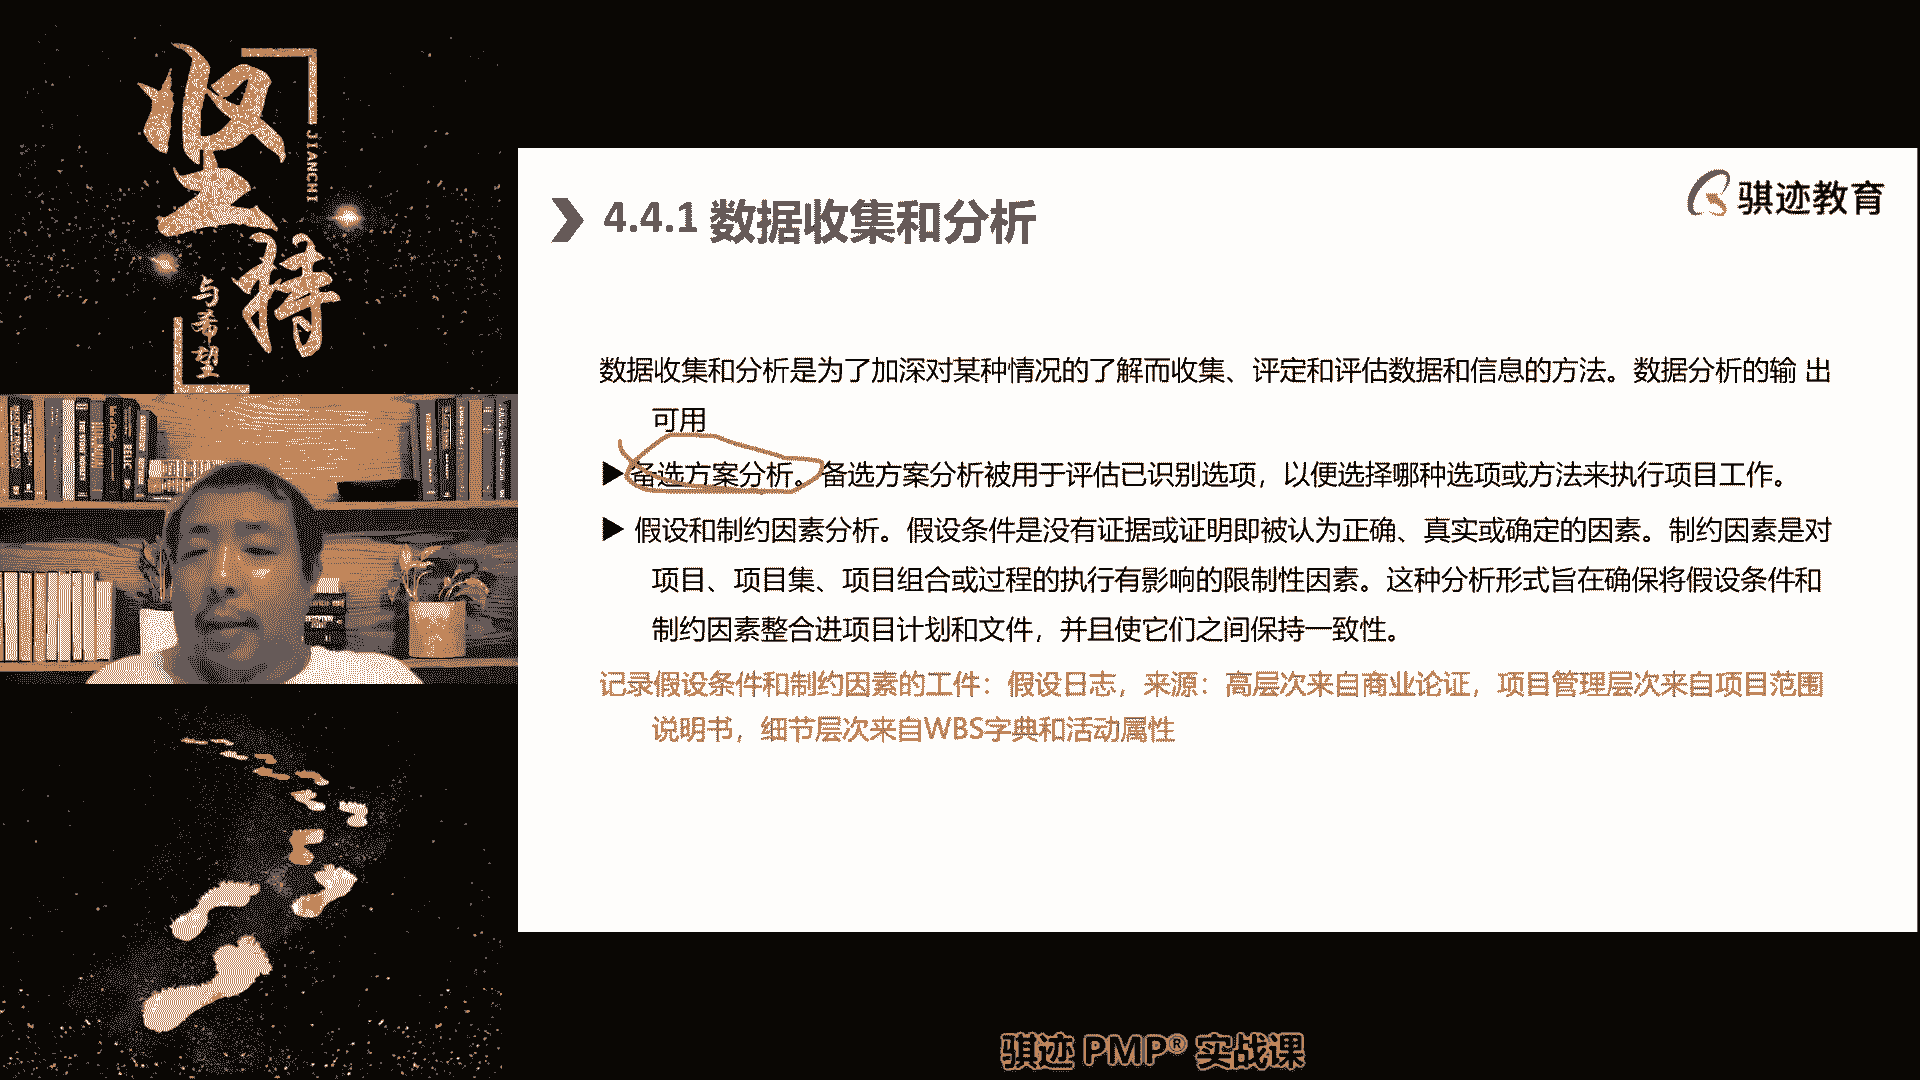 坚持
JIANCHI
与希望
骐迹教育
4.4.1 数据收集和分析
数据收集和分析是为了加深对某种情况的了解而收集、评定和评估数据和信息的方法。数据分析的输 出
可用
▶备选方案分析。备选方案分析被用于评估已识别选项，以便选择哪种选项或方法来执行项目工作。
▶ 假设和制约因素分析。假设条件是没有证据或证明即被认为正确、真实或确定的因素。制约因素是对
项目、项目集、项目组合或过程的执行有影响的限制性因素。这种分析形式旨在确保将假设条件和
制约因素整合进项目计划和文件，并且使它们之间保持一致性。
记录假设条件和制约因素的工件：假设日志，来源：高层次来自商业论证，项目管理层次来自项目范围
说明书，细节层次来自WBS字典和活动属性
骐迹 PMP® 实战课